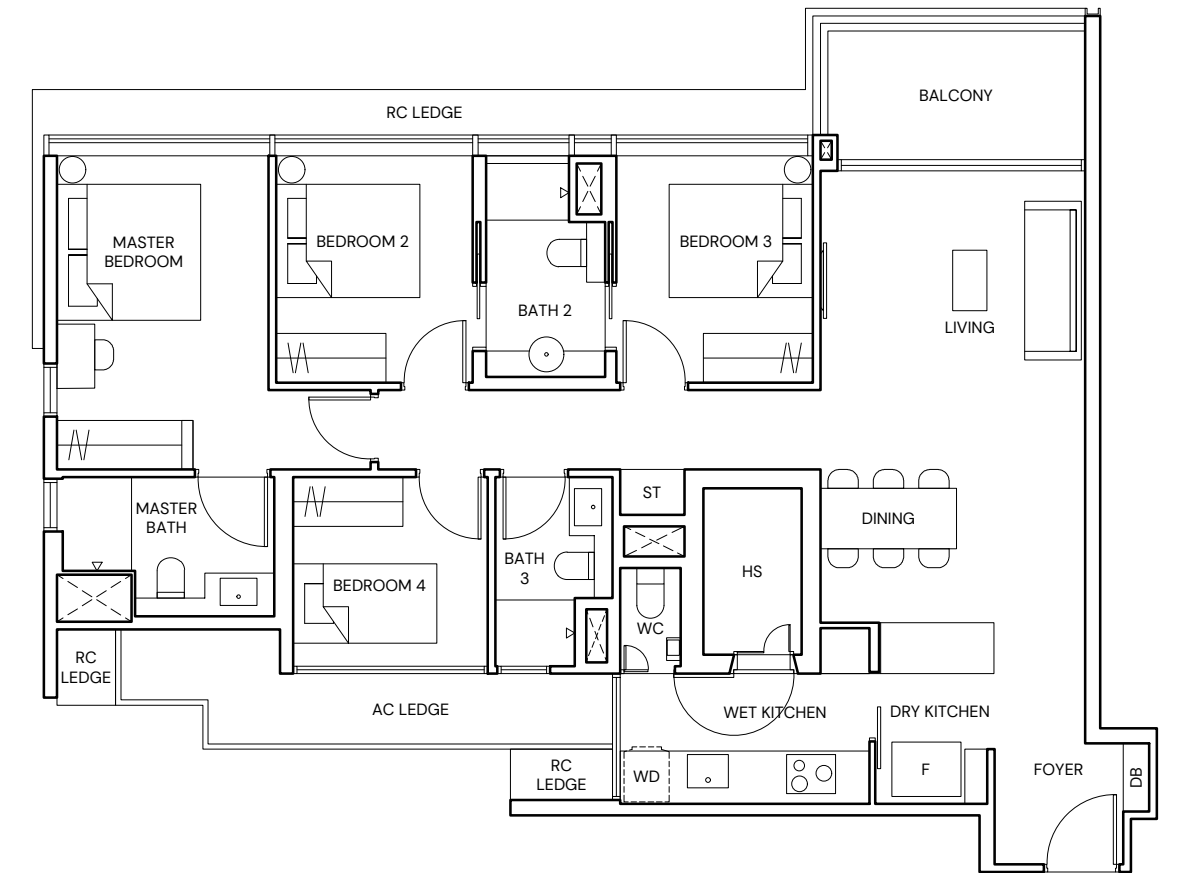 BALCONY
RC LEDGE
MASTER
BEDROOM
BEDROOM 2
BEDROOM 3
BATH 2
LIVING
ST
DINING
MASTER
BATH
BATH
3
HS
BEDROOM 4
WC
RC
LEDGE
AC LEDGE
WET KITCHEN
DRY KITCHEN
RC
LEDGE
WD
F
FOYER
DB